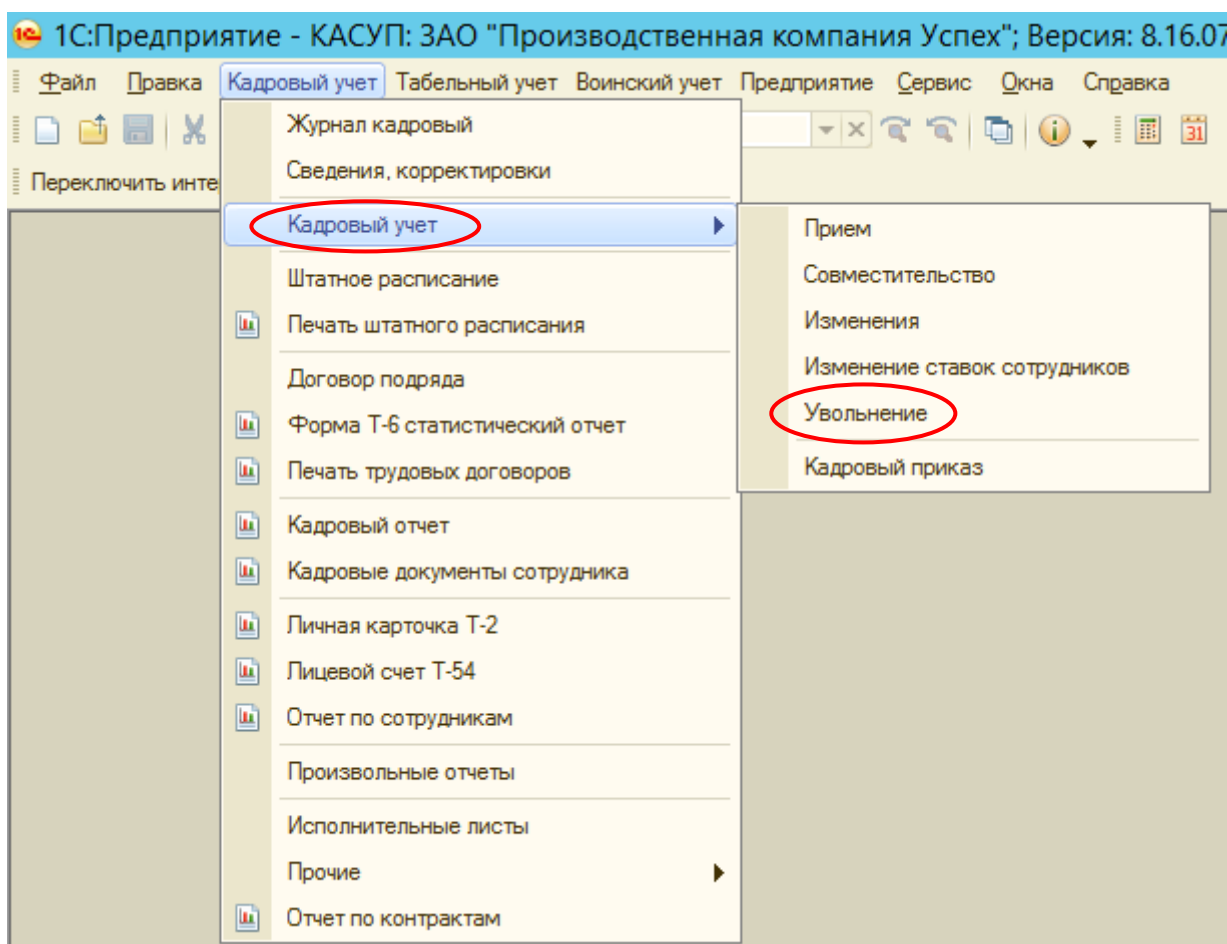 1С:Предприятие - КАСУП: ЗАО "Производственная компания Успех"; Версия: 8.16.07
Файл Правка Кадровый учет Табельный учет Воинский учет Предприятие Сервис Окна Справка
31
Переключить инте
Журнал кадровый
Сведения, корректировки
Кадровый учет
Штатное расписание
Печать штатного расписания
Договор подряда
Форма Т-6 статистический отчет
Печать трудовых договоров
Кадровый отчет
Кадровые документы сотрудника
Личная карточка Т-2
Лицевой счет Т-54
Отчет по сотрудникам
Произвольные отчеты
Исполнительные листы
Прочие
Отчет по контрактам
Прием
Совместительство
Изменения
Изменение ставок сотрудников
Увольнение
Кадровый приказ